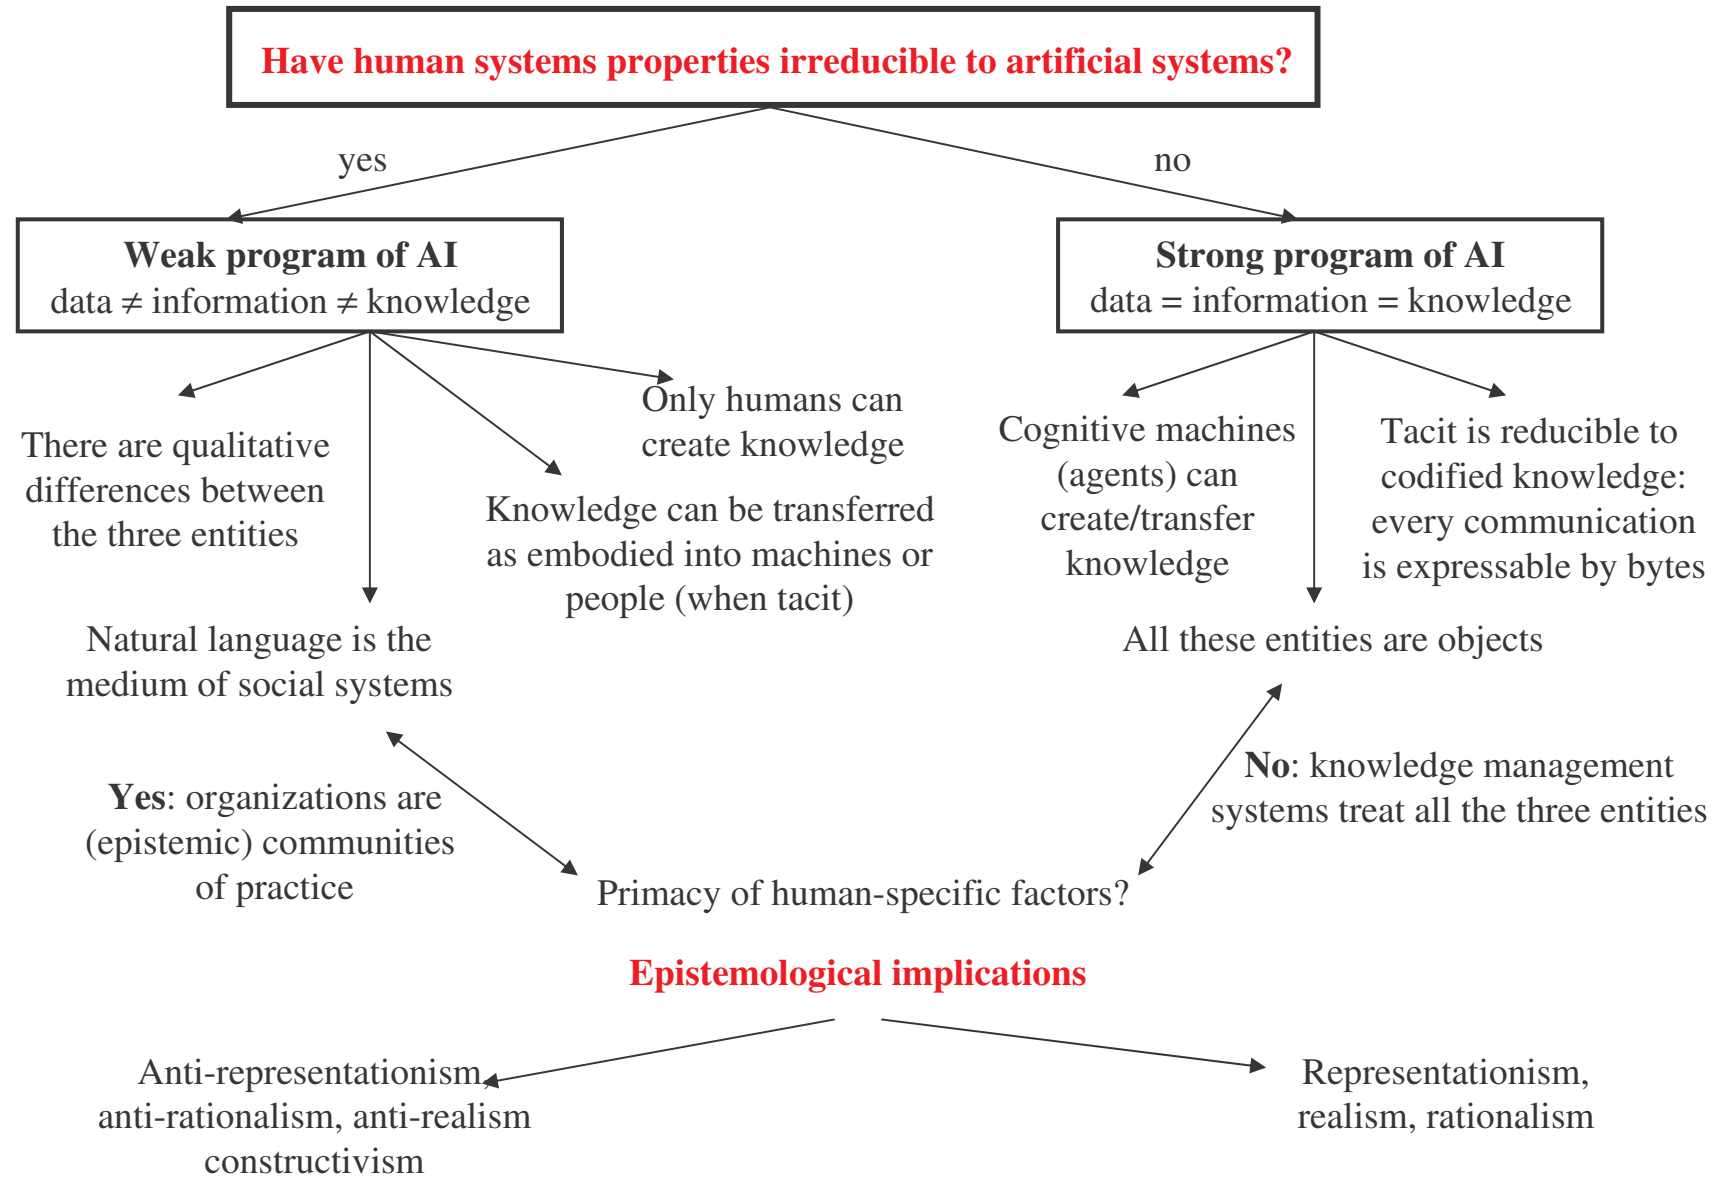 Have human systems properties irreducible to artificial systems?
yes
no
Weak program of AI
data ≠ information ≠ knowledge
Strong program of AI
data = information = knowledge
There are qualitative
differences between
the three entities
Only humans can
create knowledge
Knowledge can be transferred
as embodied into machines or
people (when tacit)
Natural language is the
medium of social systems
Cognitive machines
(agents) can
create/transfer
knowledge
Tacit is reducible to
codified knowledge:
every communication
is expressable by bytes
All these entities are objects
Yes: organizations are
(epistemic) communities
of practice
No: knowledge management
systems treat all the three entities
Primacy of human-specific factors?
Epistemological implications
Anti-representationism,
anti-rationalism, anti-realism
constructivism
Representationism,
realism, rationalism